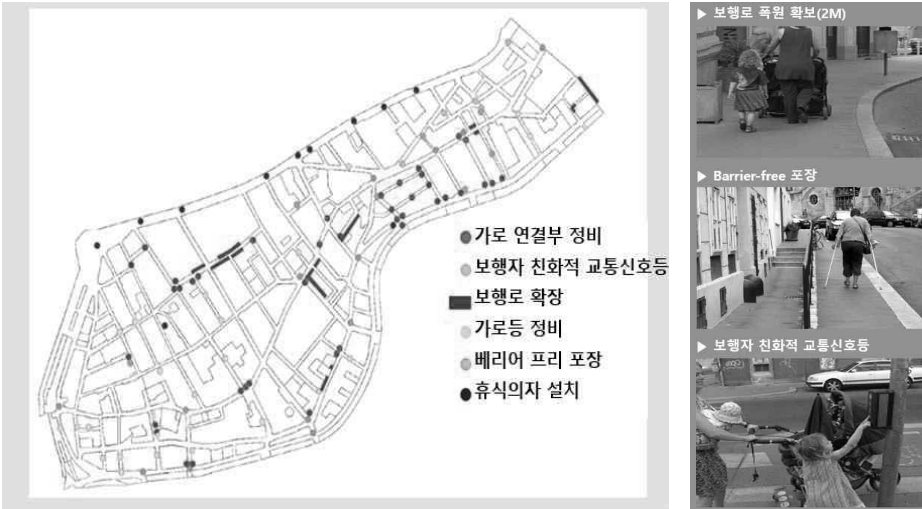 가로 연결부 정비
보행자 친화적 교통신호등
보행로 확장
가로등 정비
베리어 프리 포장
휴식의자 설치
▶ 보행로 폭원 확보(2M)
▶ Barrier-free 포장
▶ 보행자 친화적 교통신호등